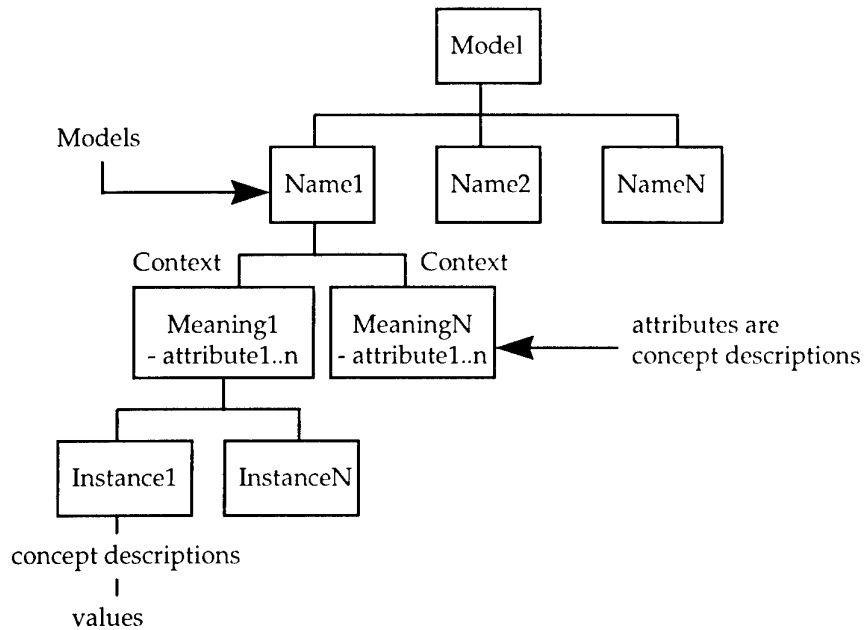 Model
Models
Name1
Name2
NameN
Context
Context
Meaning1
- attribute1..n
MeaningN
- attribute1..n
attributes are
concept descriptions
Instance1
InstanceN
concept descriptions
values